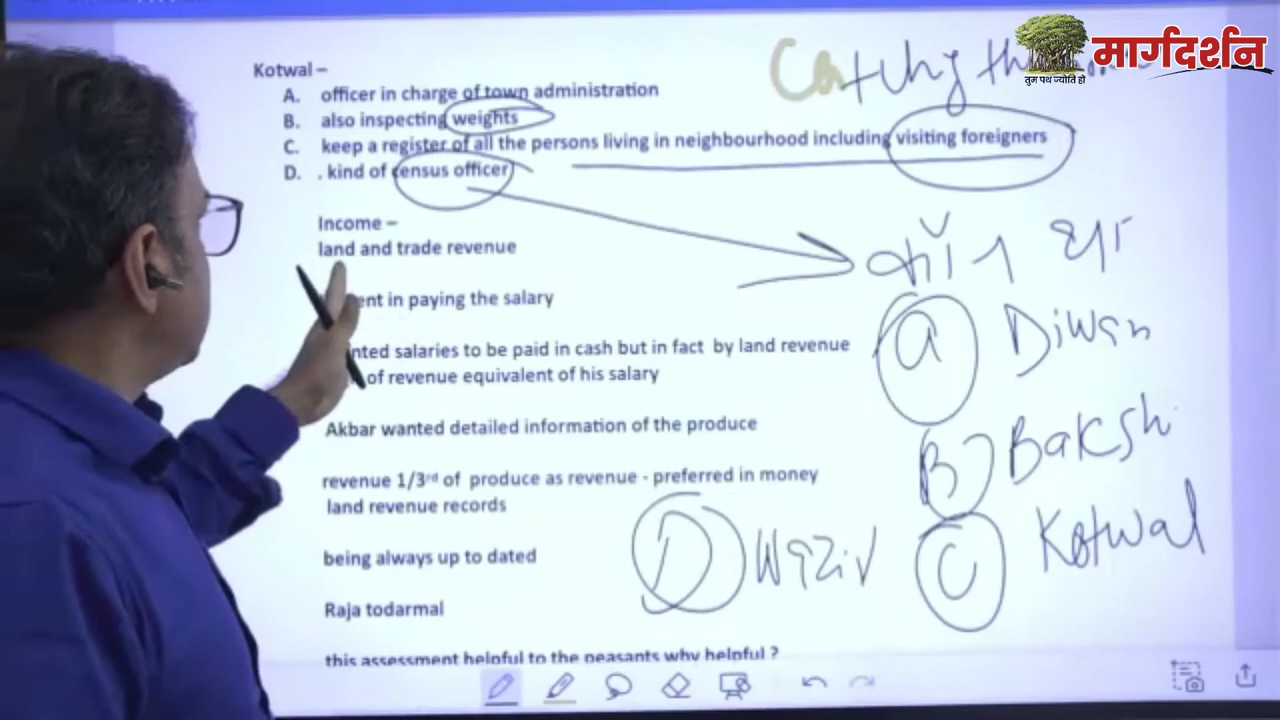 Kotwal –
A. officer in charge of town administration
B. also inspecting weights
C. keep a register of all the persons living in neighbourhood including visiting foreigners
D. . kind of census officer
Income –
land and trade revenue
ent in paying the salary
nted salaries to be paid in cash but in fact by land revenue
of revenue equivalent of his salary
Akbar wanted detailed information of the produce
revenue 1/3rd of produce as revenue - preferred in money
land revenue records
being always up to dated
Raja todarmal
this assessment helpful to the peasants why helpful ?
Catchy
कौन था
a Diwan
B Bakshi
C Kotwal
D Wazir
मार्गदर्शन
तुम पथ ज्योति हो